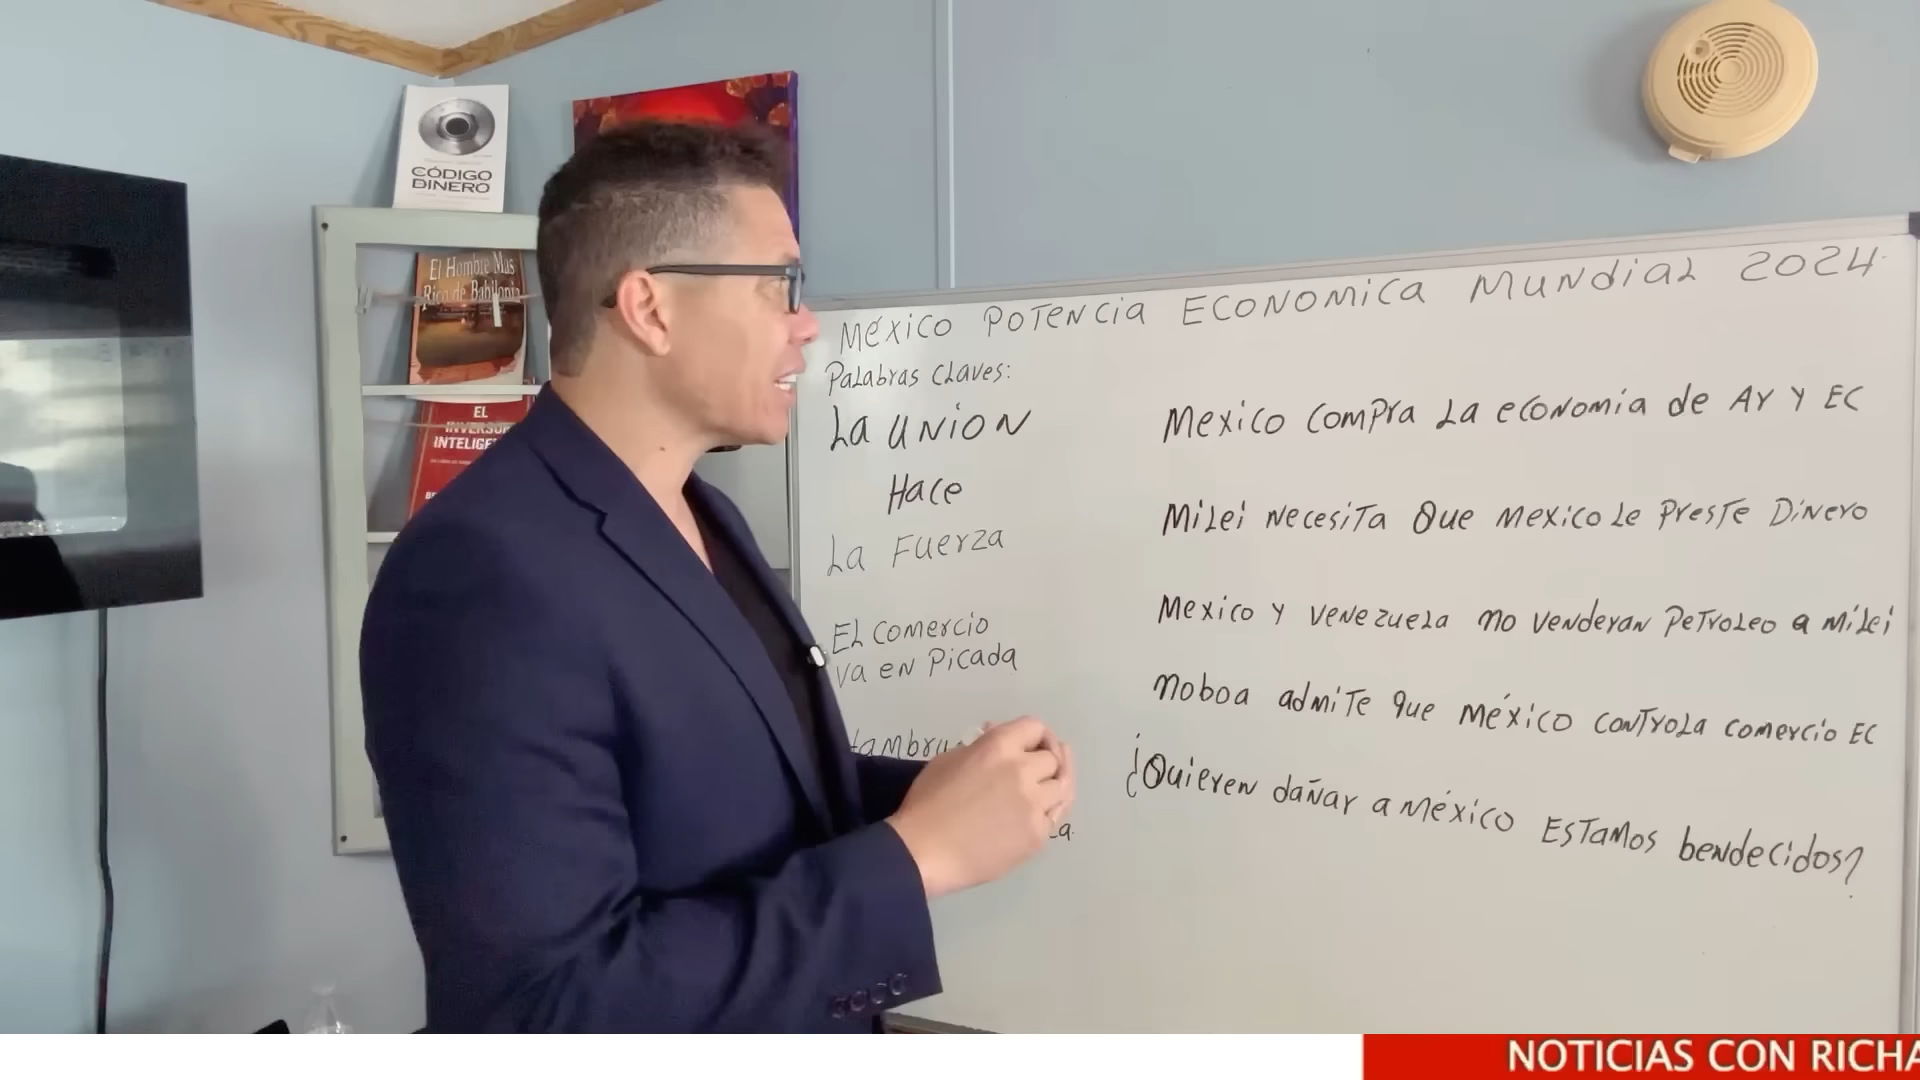 CÓDIGO
DINERO
El Hombre Mas
Rico de Babilonia
EL
INVERSOR
MéXiCO POTENCia ECONOMiCa MUNDiaL 2024
PaLabras CLaves:
La UNiON
Hace
La Fuerza
EL Comercio
Va eN Picada
Mexico Compra La economía de Ar y EC
MiLei Necesita Que Mexico Le Preste Dinero
Mexico y Venezuela no Venderan Petroleo a MiLei
Noboa admite que México controla comercio EC
¿Quieren dañar a México Estamos bendecidos?
NOTICIAS CON